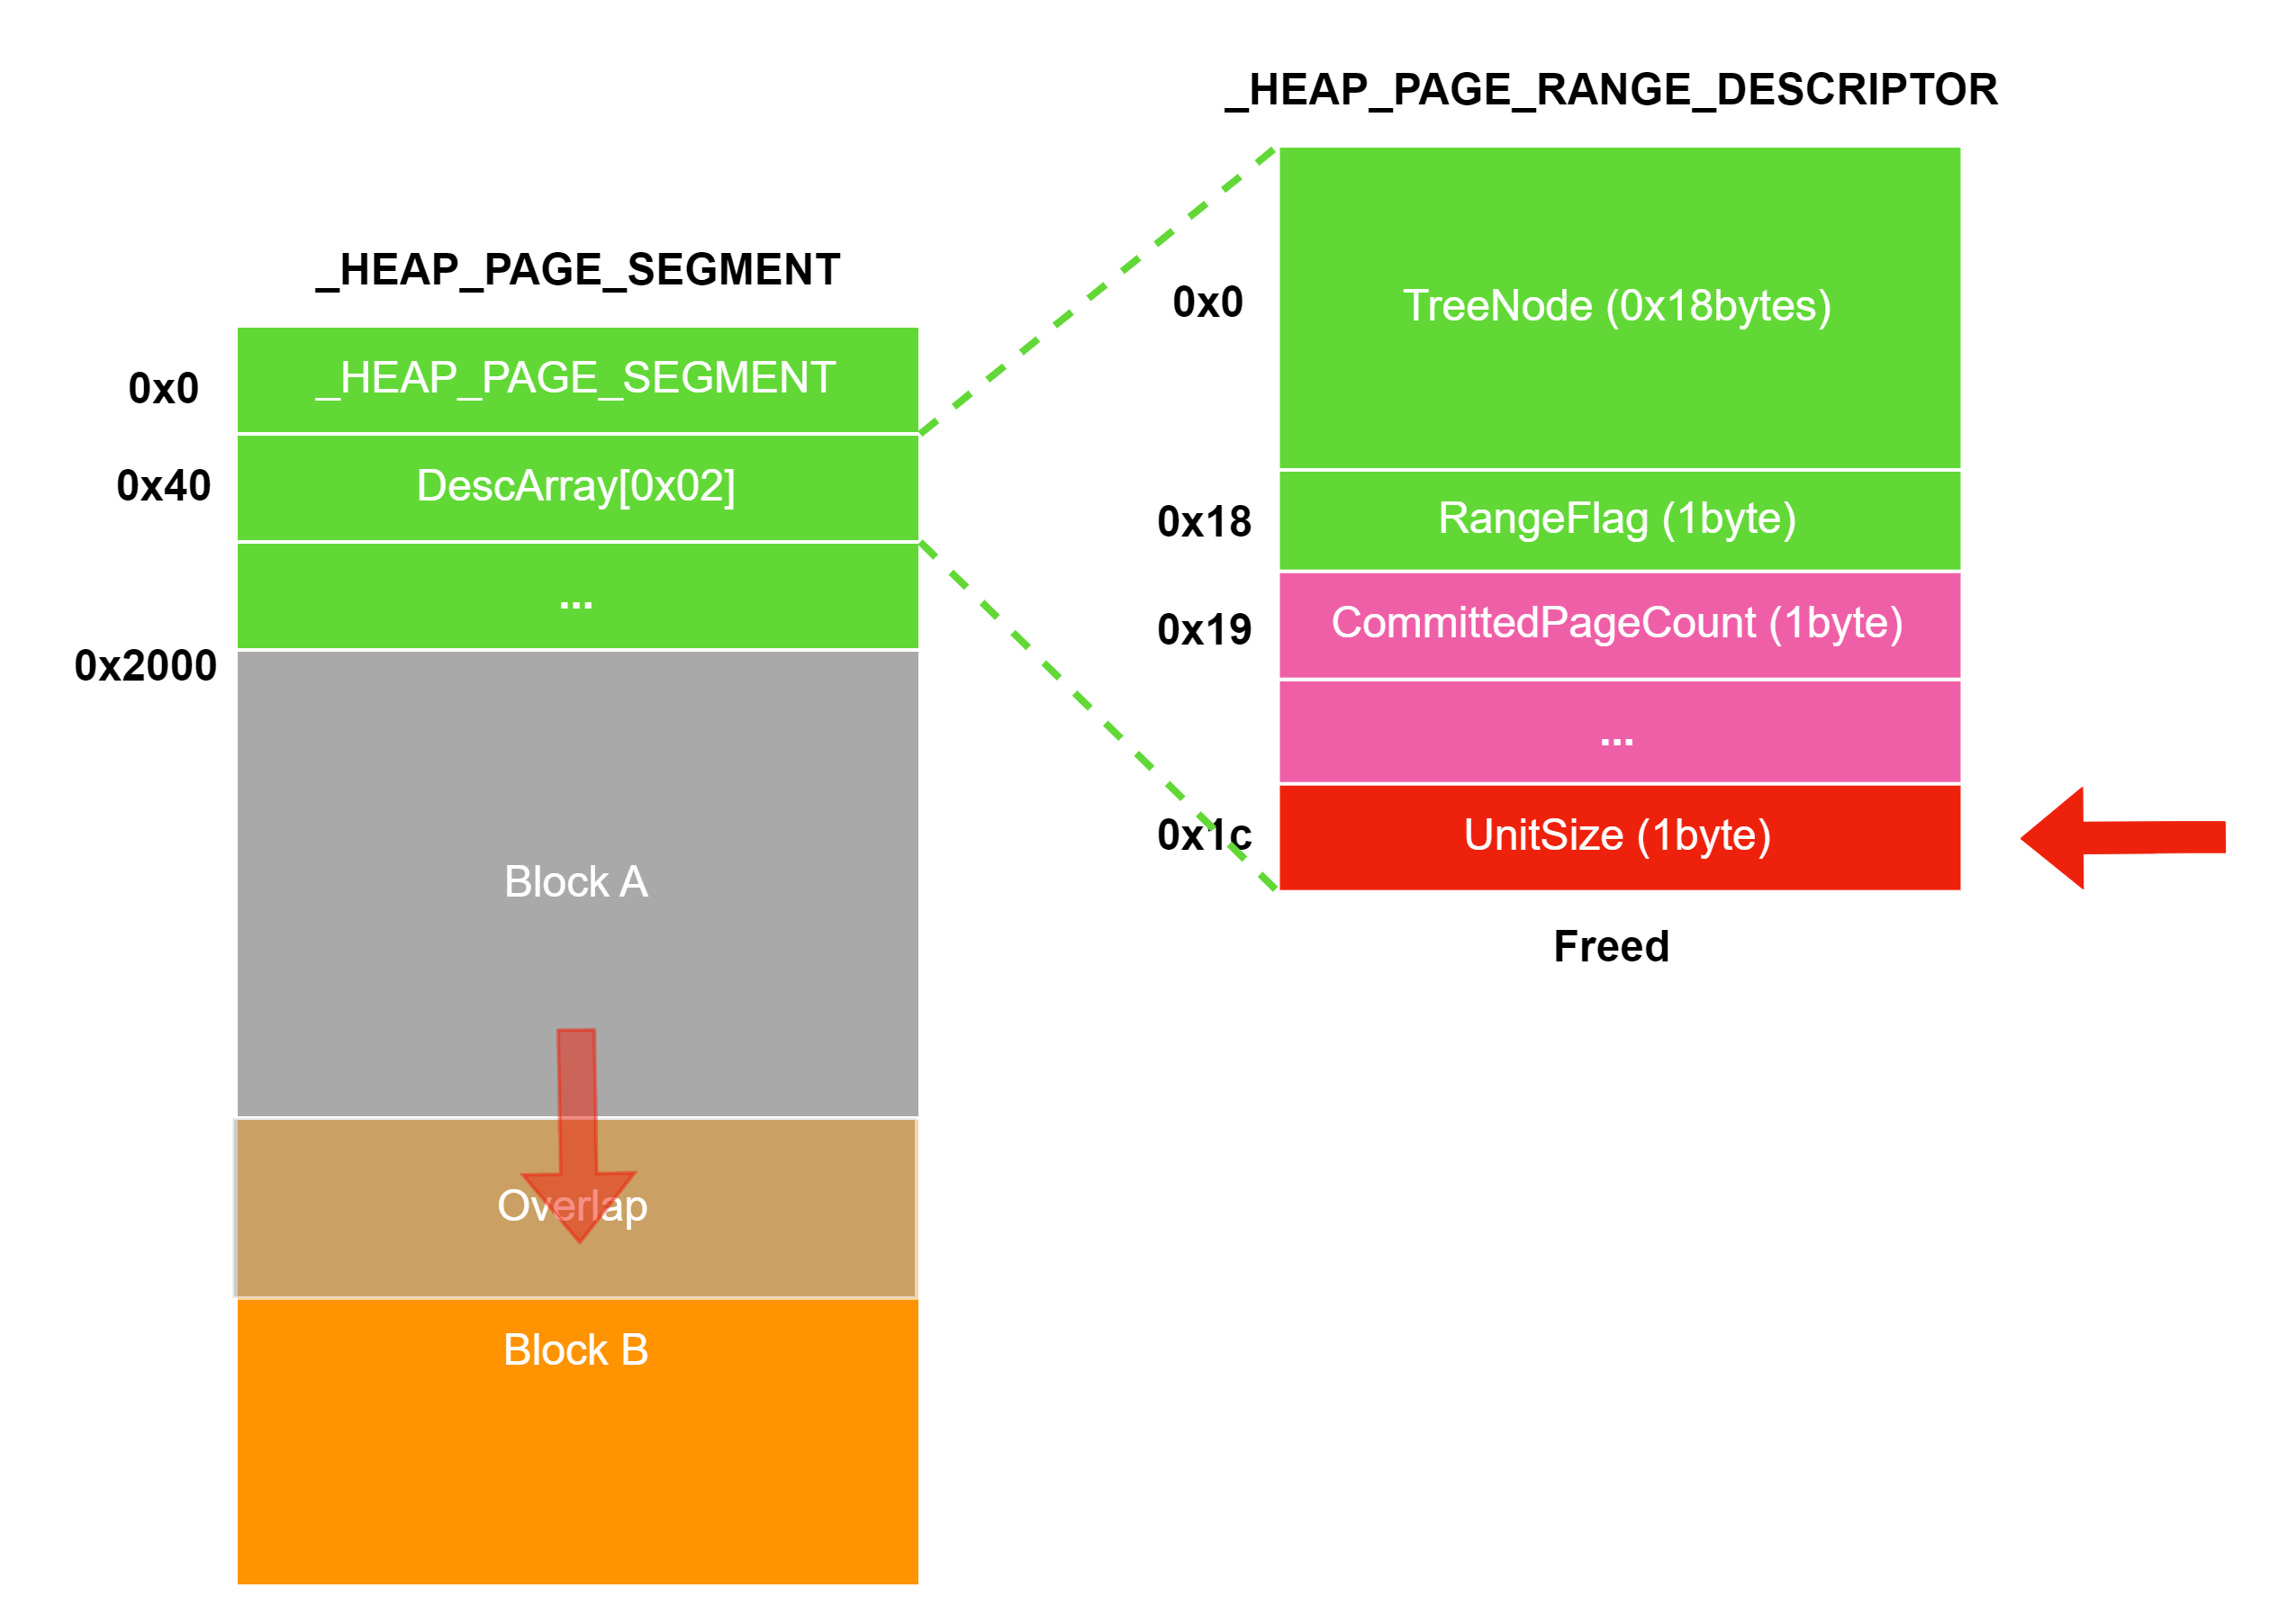 _HEAP_PAGE_RANGE_DESCRIPTOR
_HEAP_PAGE_SEGMENT
0x0
_HEAP_PAGE_SEGMENT
0x40
DescArray[0x02]
...
0x2000
Block A
Overlap
Block B
0x0
TreeNode (0x18bytes)
0x18
RangeFlag (1byte)
0x19
CommittedPageCount (1byte)
...
0x1c
UnitSize (1byte)
Freed